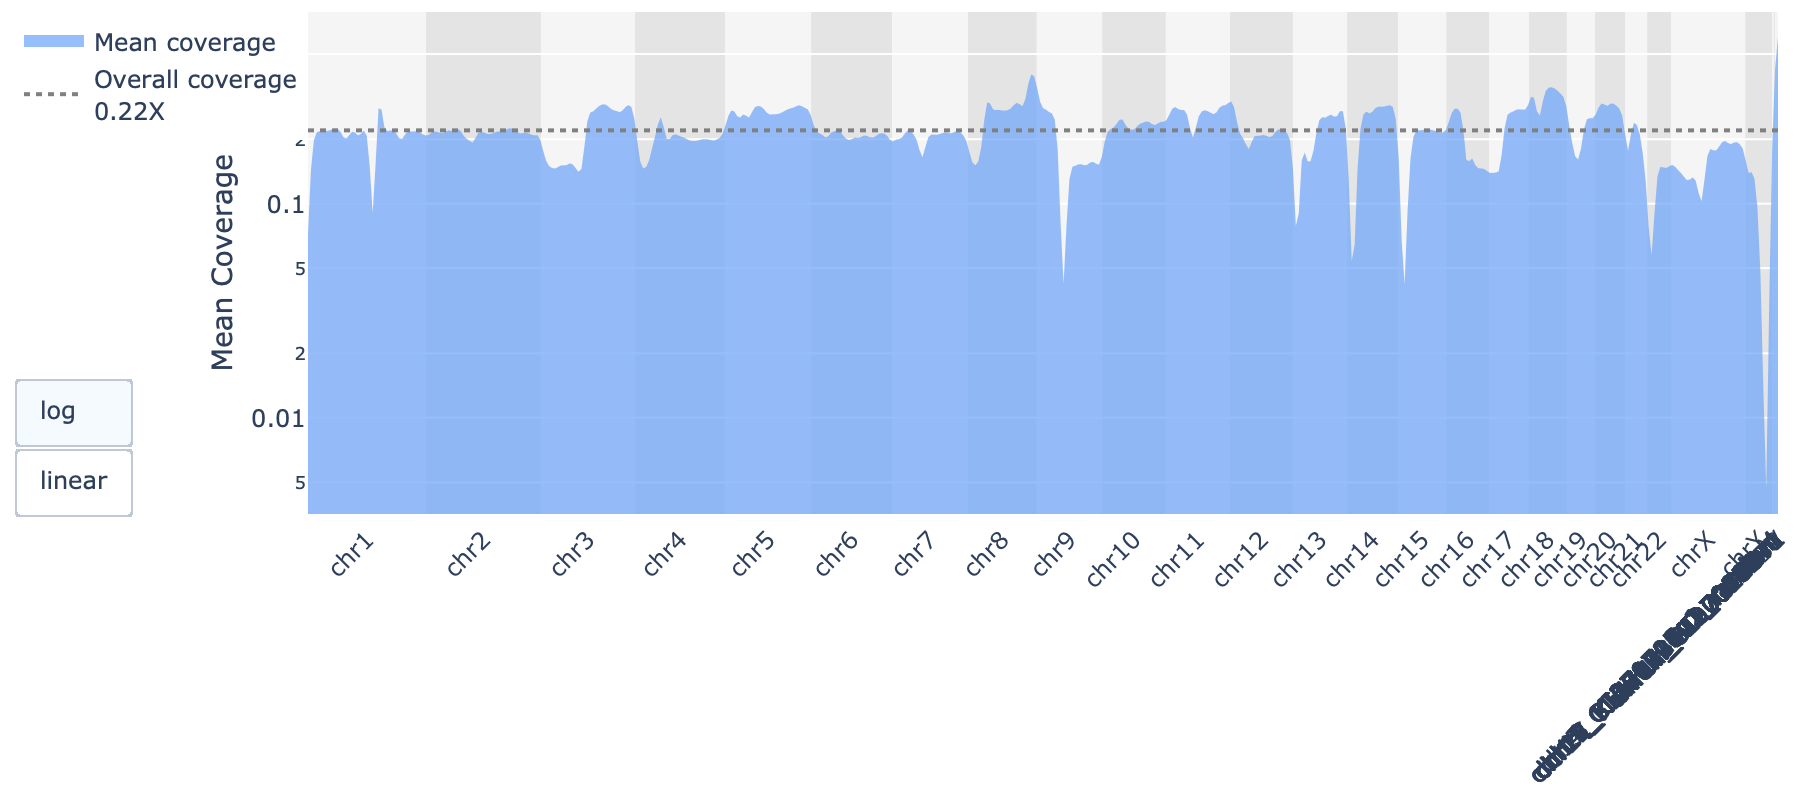 Mean coverage
Overall coverage
0.22X
Mean Coverage
2
0.1
5
2
0.01
5
log
linear
chr1
chr2
chr3
chr4
chr5
chr6
chr7
chr8
chr9
chr10
chr11
chr12
chr13
chr14
chr15
chr16
chr17
chr18
chr19
chr20
chr21
chr22
chrX